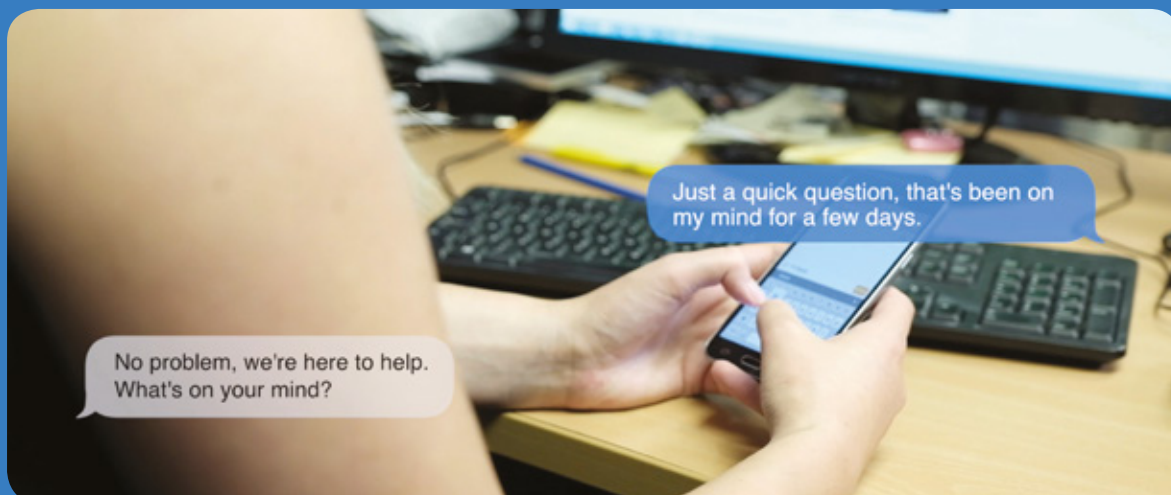 Just a quick question, that's been on
my mind for a few days.
No problem, we're here to help.
What's on your mind?